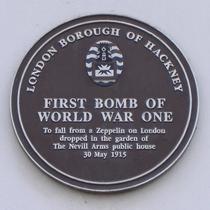 LONDON BOROUGH OF HACKNEY
FIRST BOMB OF
WORLD WAR ONE
To fall from a Zeppelin on London
dropped in the garden of
The Nevill Arms public house
30 May 1915